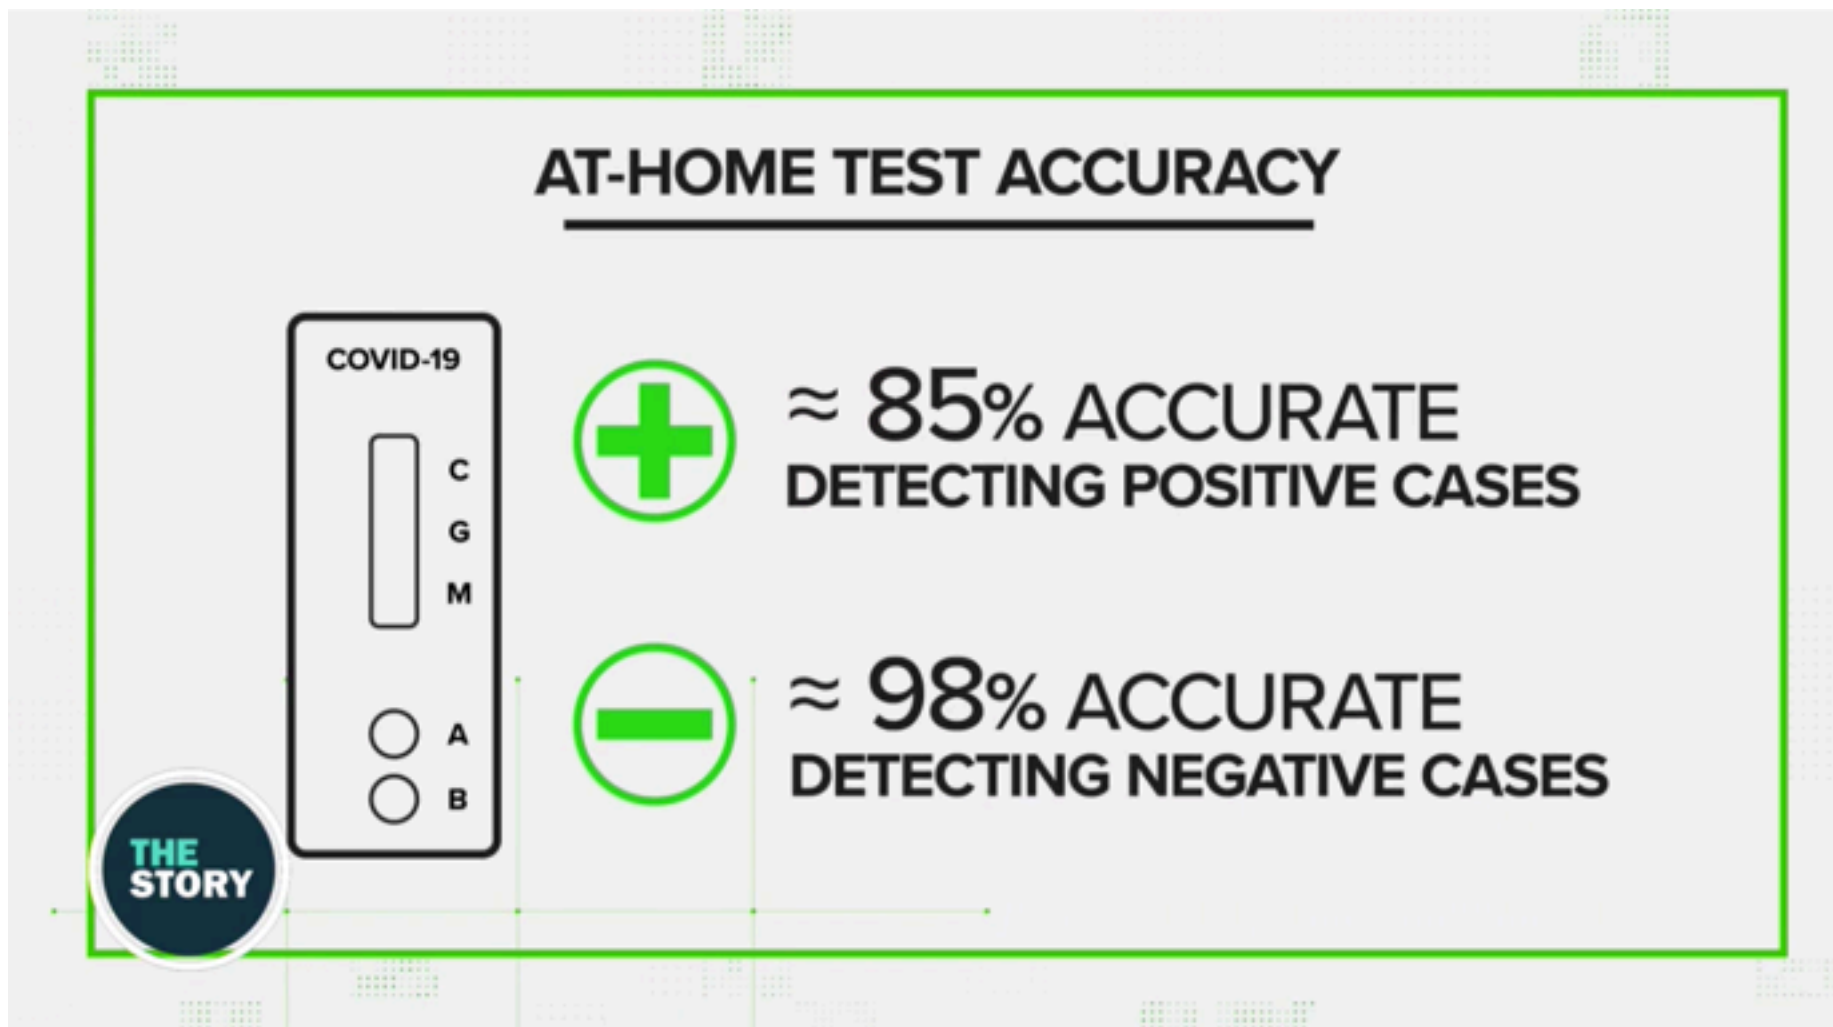 AT-HOME TEST ACCURACY
COVID-19
C
G
M
A
B
≈ 85% ACCURATE
DETECTING POSITIVE CASES
≈ 98% ACCURATE
DETECTING NEGATIVE CASES
THE
STORY